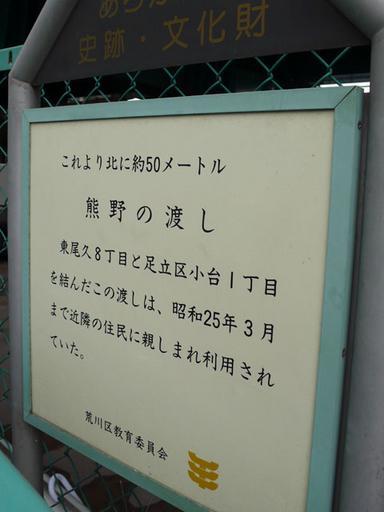 あらか
史跡・文化財
これより北に約50メートル
熊野の渡し
東尾久8丁目と足立区小台1丁目
を結んだこの渡しは、昭和25年3月
まで近隣の住民に親しまれ利用され
ていた。
荒川区教育委員会